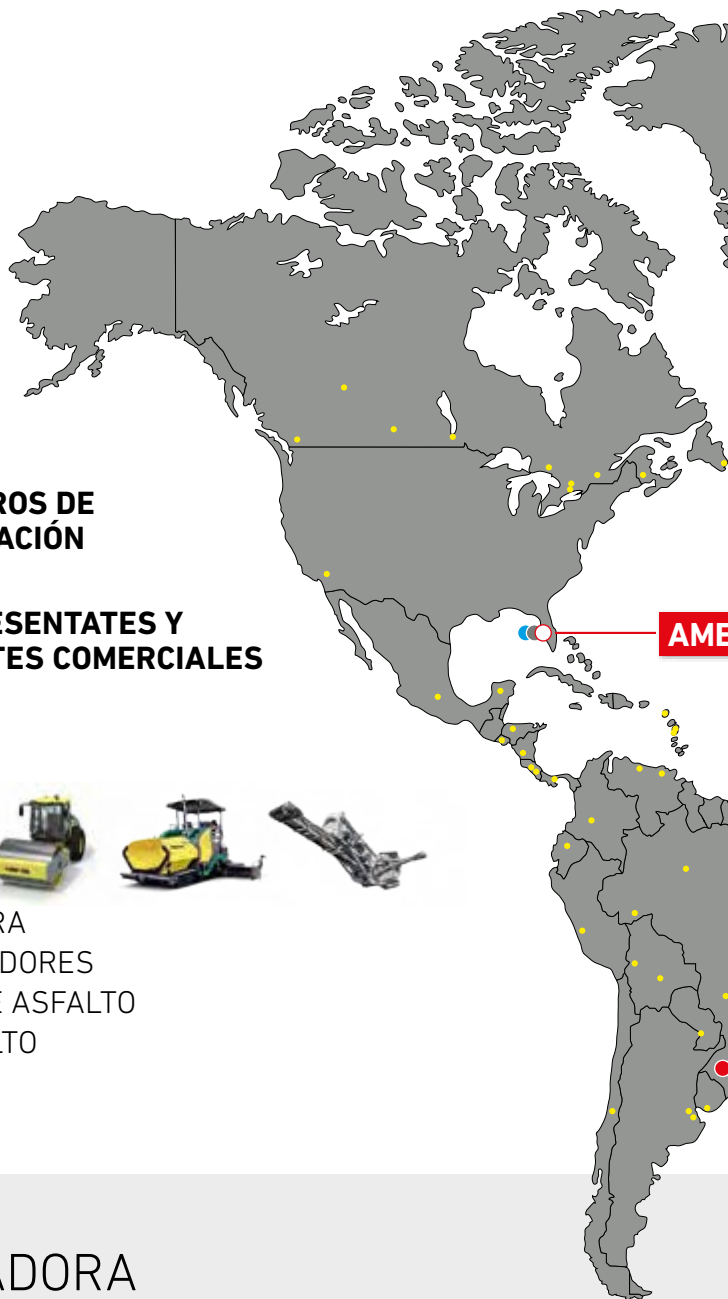 ROS DE
ACIÓN
ESENTATES Y
TES COMERCIALES
AME
RA
DORES
E ASFALTO
LTO
ADORA